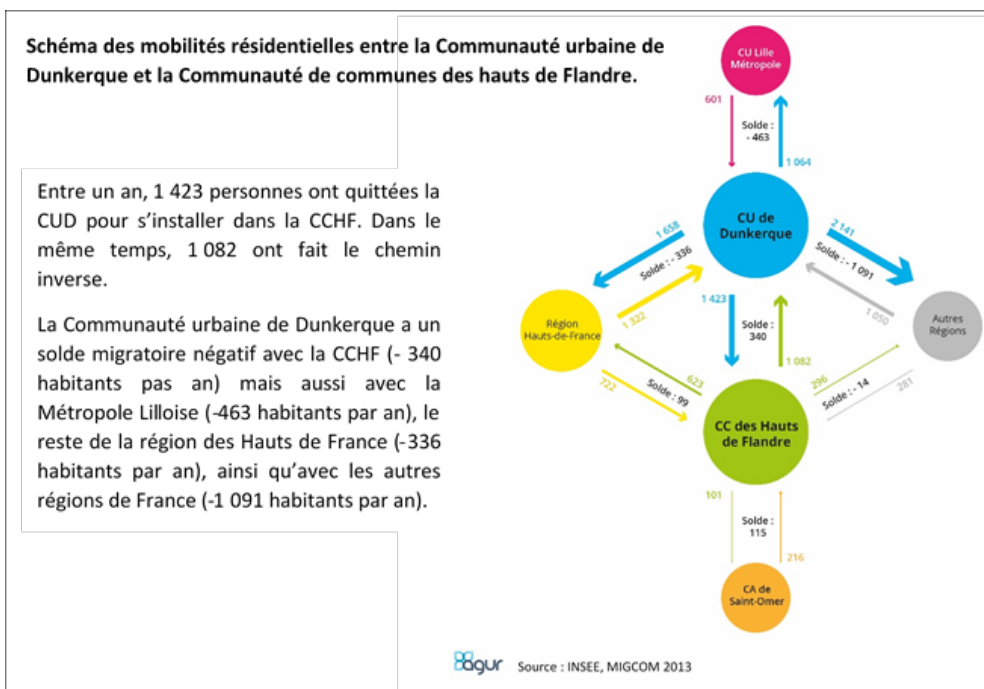 Schéma des mobilités résidentielles entre la Communauté urbaine de
Dunkerque et la Communauté de communes des hauts de Flandre.
Entre un an, 1 423 personnes ont quittées la
CUD pour s'installer dans la CCHF. Dans le
même temps, 1 082 ont fait le chemin
inverse.
La Communauté urbaine de Dunkerque a un
solde migratoire négatif avec la CCHF (- 340
habitants pas an) mais aussi avec la
Métropole Lilloise (-463 habitants par an), le
reste de la région des Hauts de France (-336
habitants par an), ainsi qu'avec les autres
régions de France (-1 091 habitants par an).
CU Lille
Métropole
601
Solde :
- 463
1 064
CU de
Dunkerque
1 658
Solde : - 336
1 322
2 141
Solde : - 1 091
1 050
Région
Hauts-de-France
Autres
Régions
1 423
Solde :
340
1 082
623
Solde : 99
722
296
Solde : - 14
281
CC des Hauts
de Flandre
101
Solde :
115
216
CA de
Saint-Omer
agur
Source : INSEE, MIGCOM 2013